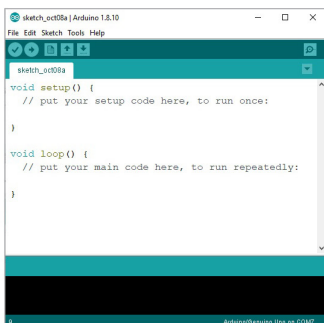 sketch_oct08a | Arduino 1.8.10
File Edit Sketch Tools Help
sketch_oct08a
void setup() {
// put your setup code here, to run once:
}
void loop() {
// put your main code here, to run repeatedly:
}
9
Arduino/Genuino Uno on COM7